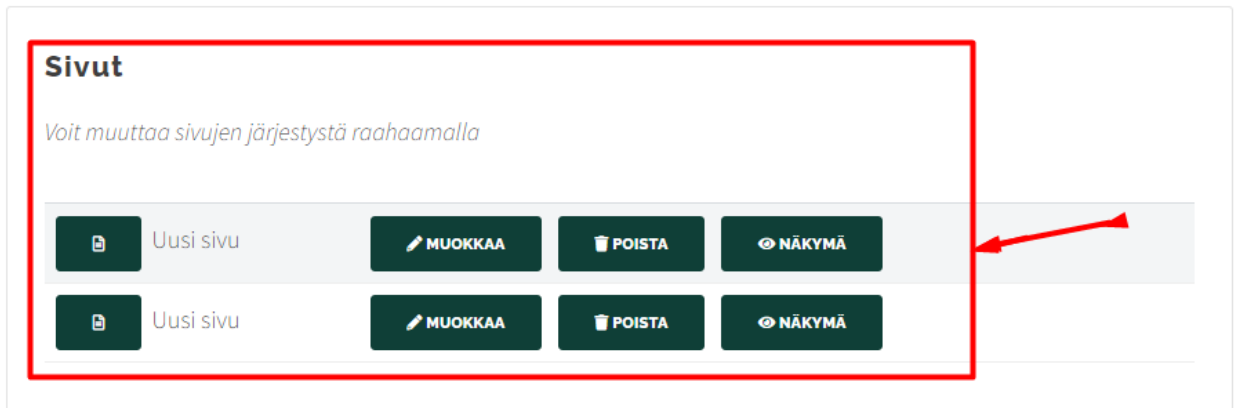 Sivut
Voit muuttaa sivujen järjestystä raahaamalla
Uusi sivu MUOKKAA POISTA NÄKYMÄ
Uusi sivu MUOKKAA POISTA NÄKYMÄ